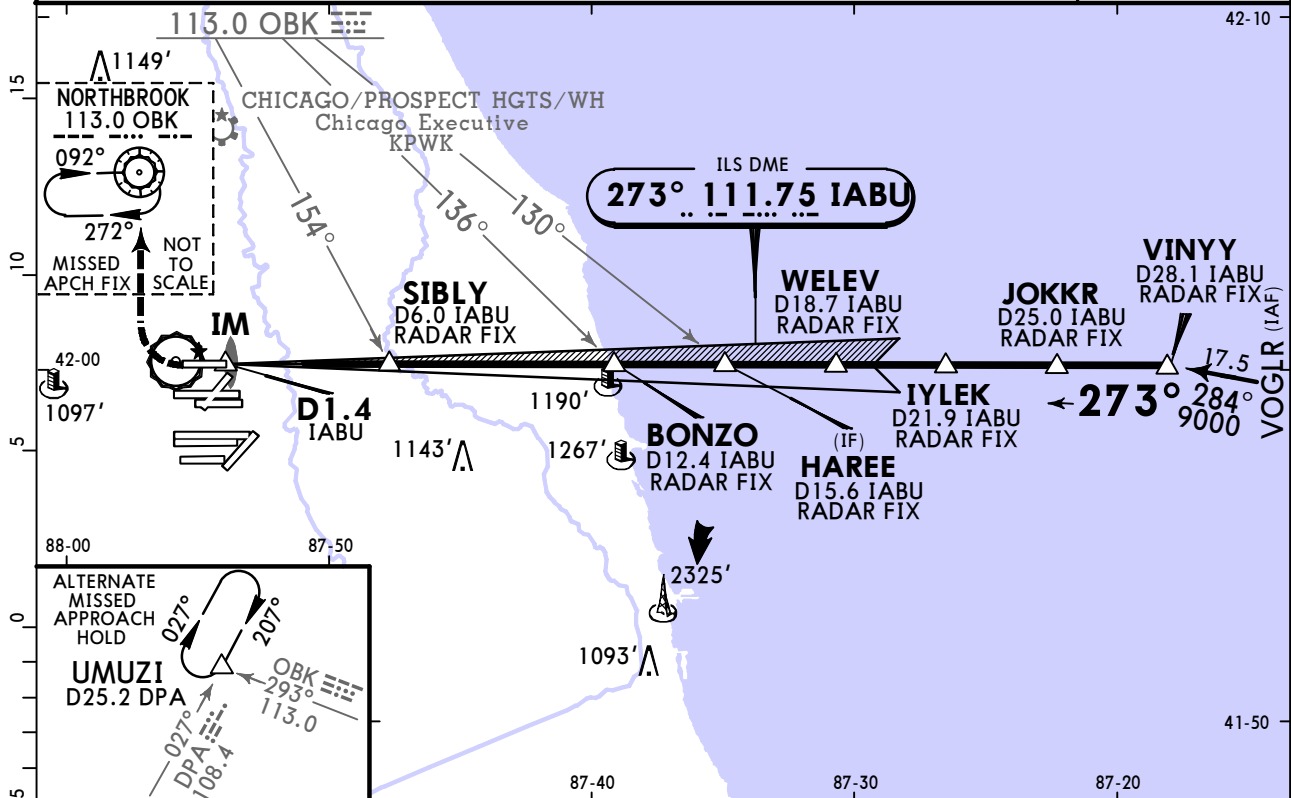 113.0 OBK
42-10
1149'
15
NORTHBROOK
113.0 OBK
092°
272°
MISSED
APCH FIX
NOT
TO
SCALE
CHICAGO/PROSPECT HGTS/WH
Chicago Executive
KPWK
154°
136°
130°
ILS DME
273° 111.75 IABU
10
SIBLY
D6.0 IABU
RADAR FIX
WELEV
D18.7 IABU
RADAR FIX
JOKKR
D25.0 IABU
RADAR FIX
VINYY
D28.1 IABU
RADAR FIX
IM
42-00
1097'
D1.4
IABU
1190'
1143'
1267'
BONZO
D12.4 IABU
RADAR FIX
(IF)
HAREE
D15.6 IABU
RADAR FIX
IYLEK
D21.9 IABU
RADAR FIX
273°
17.5
284°
9000
VOGLR (IAF)
5
88-00
87-50
2325'
1093'
0
ALTERNATE
MISSED
APPROACH
HOLD
027°
207°
UMUZI
D25.2 DPA
OBK
293°
113.0
027°
DPA
108.4
41-50
5
87-40
87-30
87-20